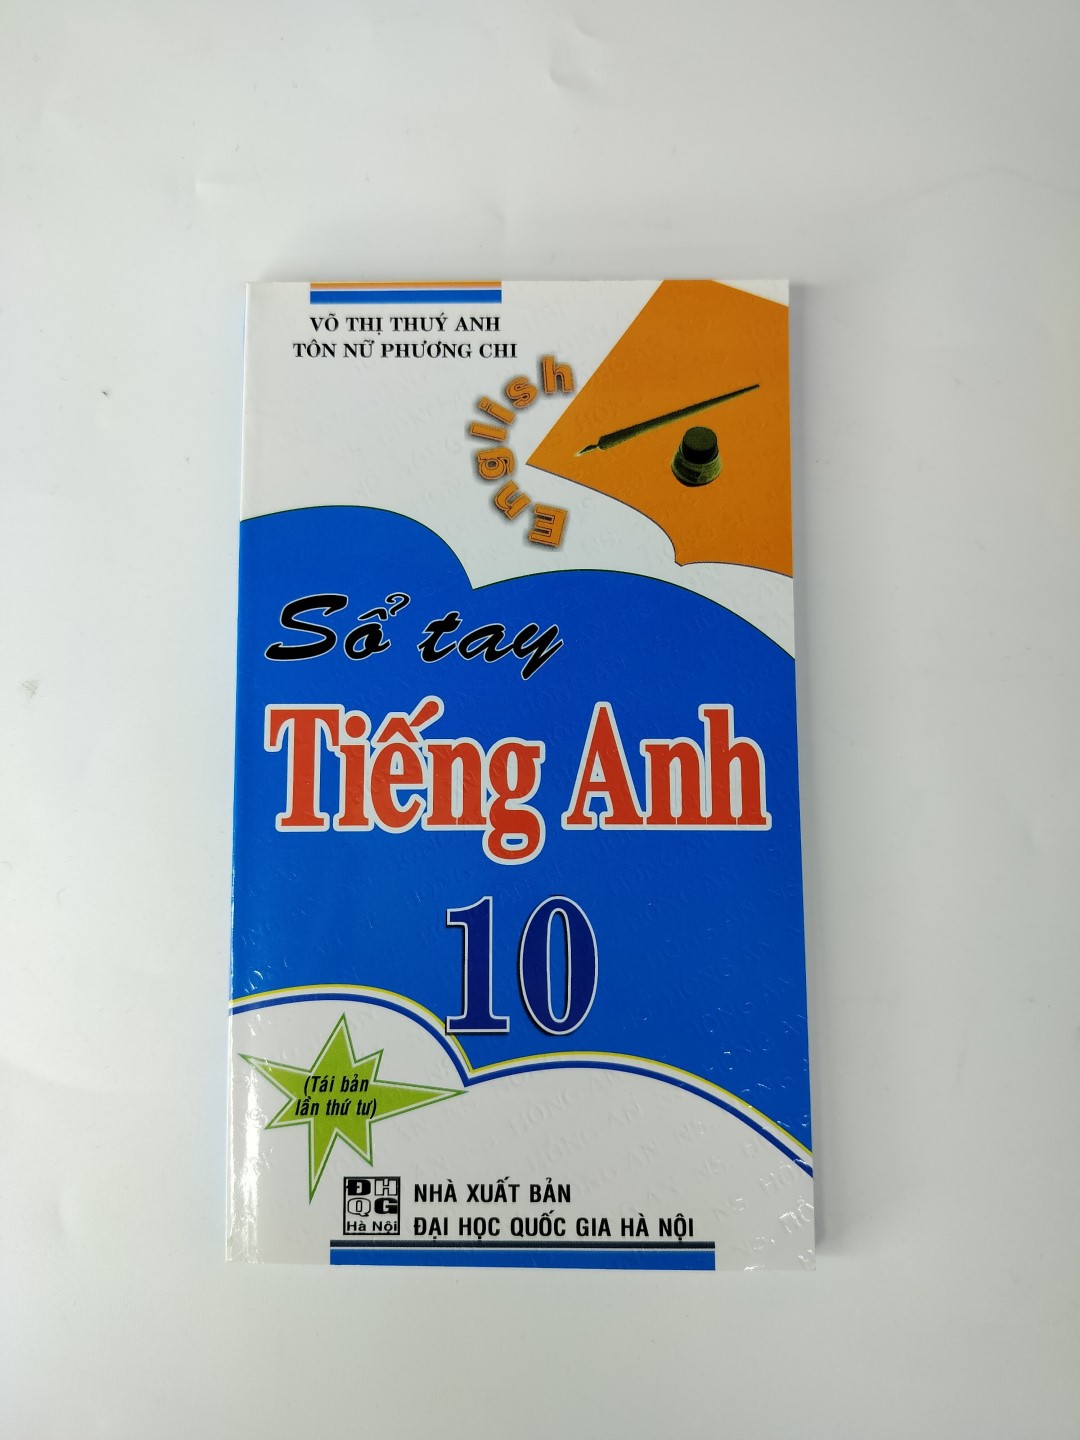 VÕ THỊ THUÝ ANH
TÔN NỮ PHƯƠNG CHI
English
Sổ tay
Tiếng Anh
10
(Tái bản
lần thứ tư)
ĐH
QG
Hà Nội
NHÀ XUẤT BẢN
ĐẠI HỌC QUỐC GIA HÀ NỘI